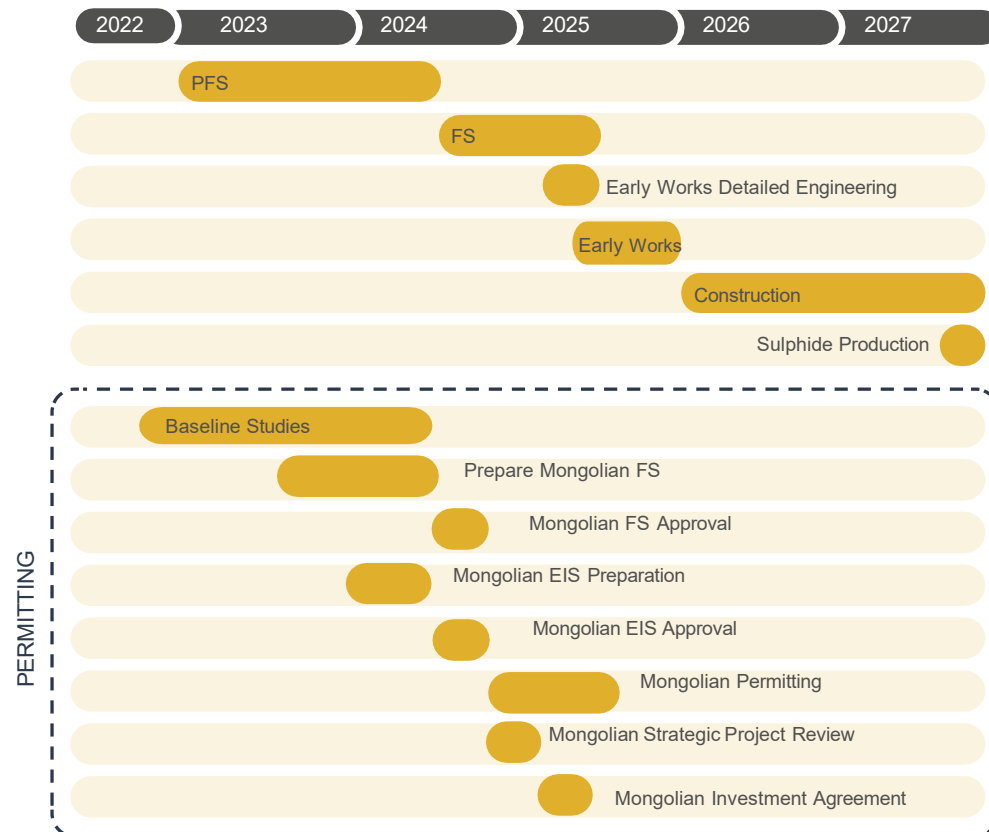 2022 2023 2024 2025 2026 2027
PFS
FS
Early Works Detailed Engineering
Early Works
Construction
Sulphide Production
PERMITTING
Baseline Studies
Prepare Mongolian FS
Mongolian FS Approval
Mongolian EIS Preparation
Mongolian EIS Approval
Mongolian Permitting
Mongolian Strategic Project Review
Mongolian Investment Agreement